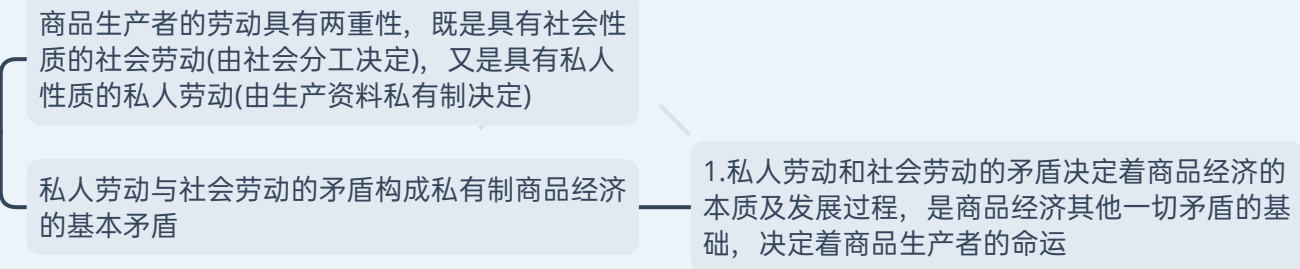 商品生产者的劳动具有两重性，既是具有社会性
质的社会劳动(由社会分工决定)，又是具有私人
性质的私人劳动(由生产资料私有制决定)
私人劳动与社会劳动的矛盾构成私有制商品经济
的基本矛盾
1.私人劳动和社会劳动的矛盾决定着商品经济的
本质及发展过程，是商品经济其他一切矛盾的基
础，决定着商品生产者的命运